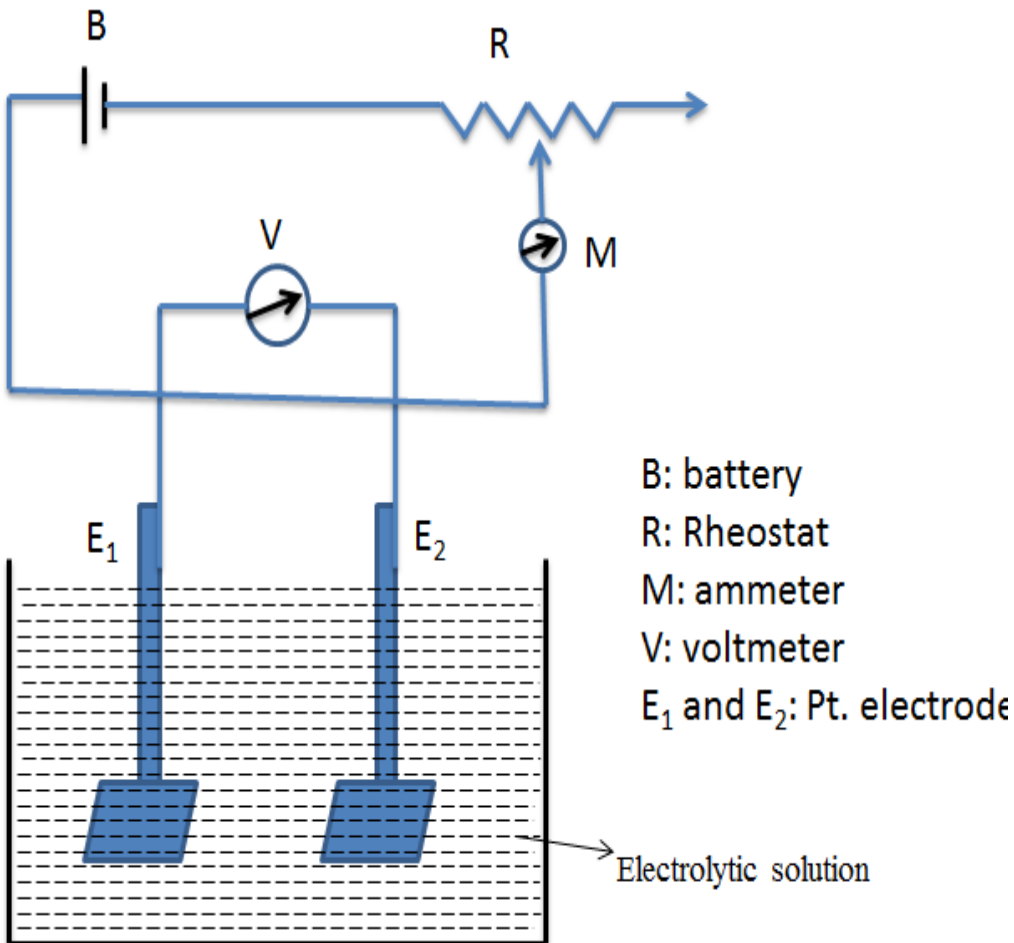 B
R
V
M
E₁
E₂
B: battery
R: Rheostat
M: ammeter
V: voltmeter
E₁ and E₂: Pt. electrode
Electrolytic solution